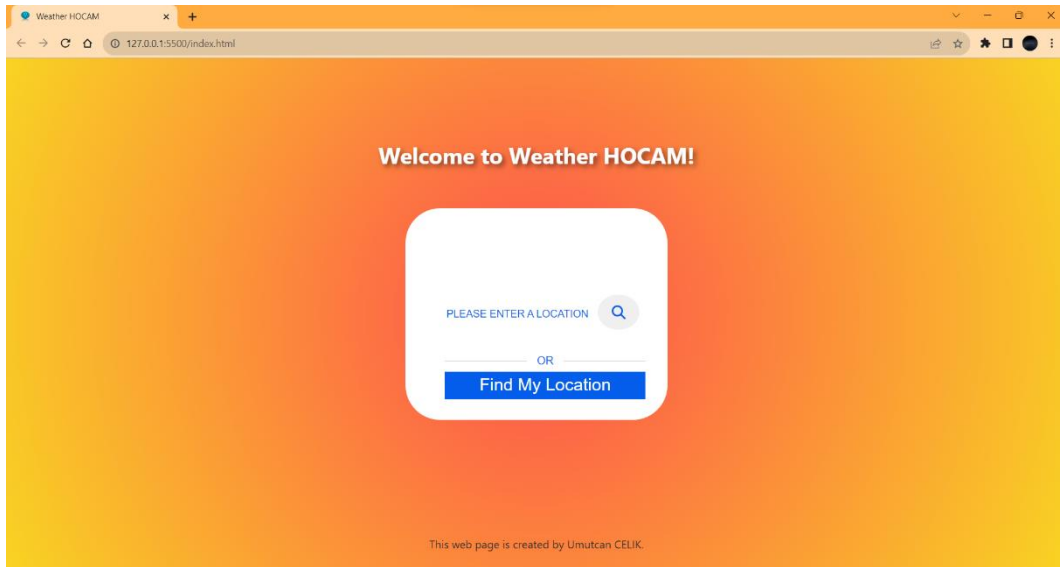 Weather HOCAM
127.0.0.1:5500/index.html
Welcome to Weather HOCAM!
PLEASE ENTER A LOCATION
OR
Find My Location
This web page is created by Umutcan CELIK.